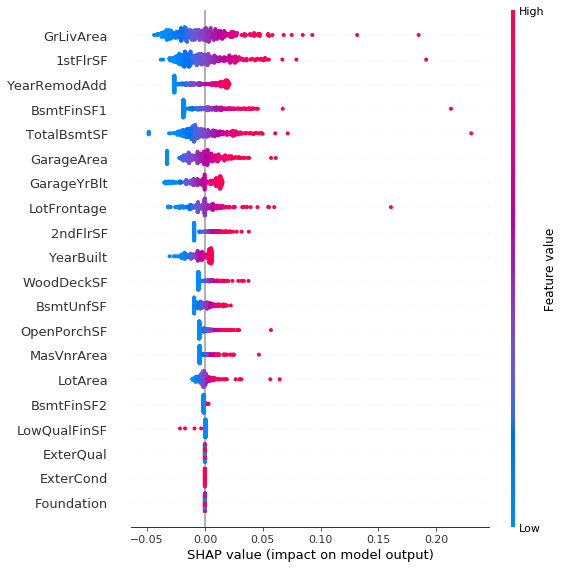 High
GrLivArea
1stFlrSF
YearRemodAdd
BsmtFinSF1
TotalBsmtSF
GarageArea
GarageYrBlt
LotFrontage
2ndFlrSF
YearBuilt
WoodDeckSF
BsmtUnfSF
OpenPorchSF
MasVnrArea
LotArea
BsmtFinSF2
LowQualFinSF
ExterQual
ExterCond
Foundation
Feature value
Low
−0.05 0.00 0.05 0.10 0.15 0.20
SHAP value (impact on model output)